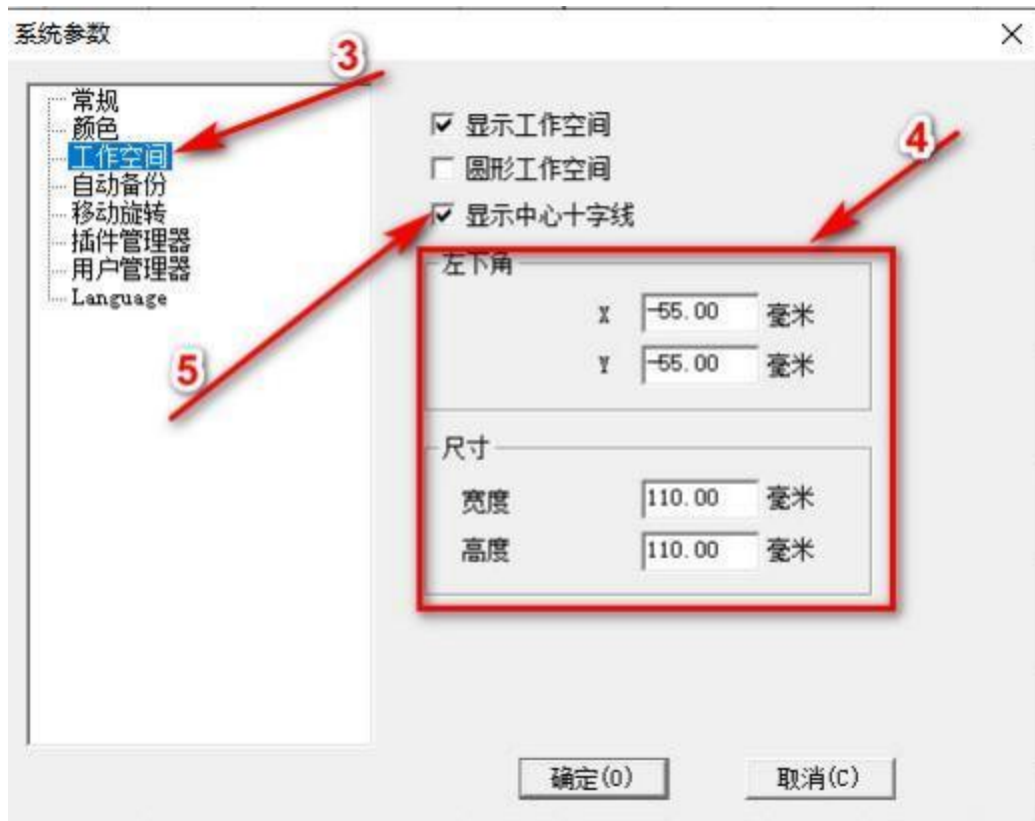 系统参数
3
常规
颜色
工作空间
自动备份
移动旋转
插件管理器
用户管理器
Language
显示工作空间
圆形工作空间
显示中心十字线
4
5
左下角
X -55.00 毫米
Y -55.00 毫米
尺寸
宽度 110.00 毫米
高度 110.00 毫米
确定(O) 取消(C)